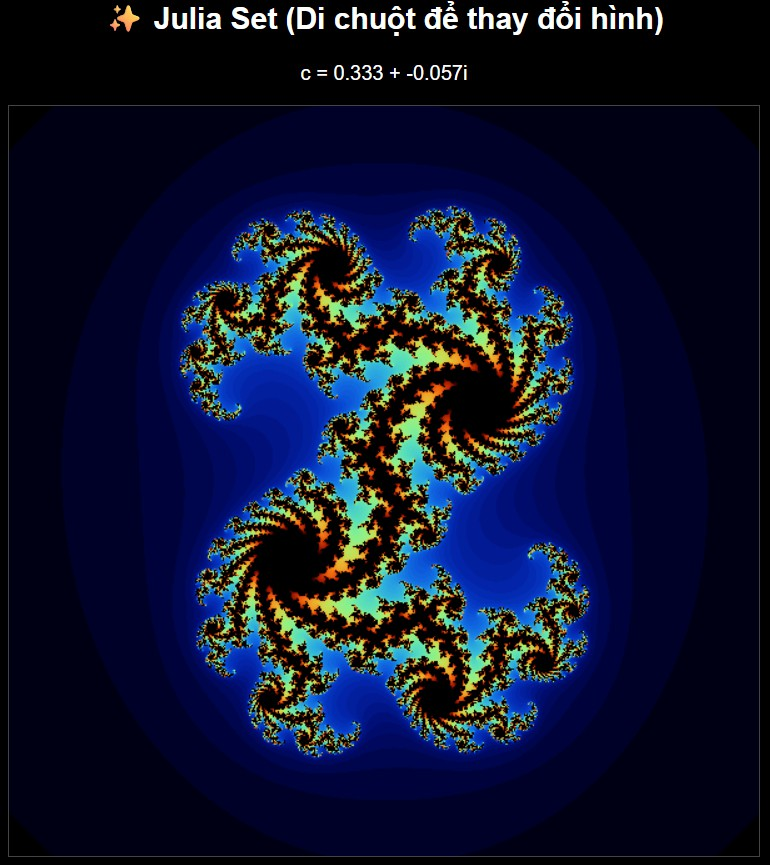 ✨ Julia Set (Di chuột để thay đổi hình)
c = 0.333 + -0.057i